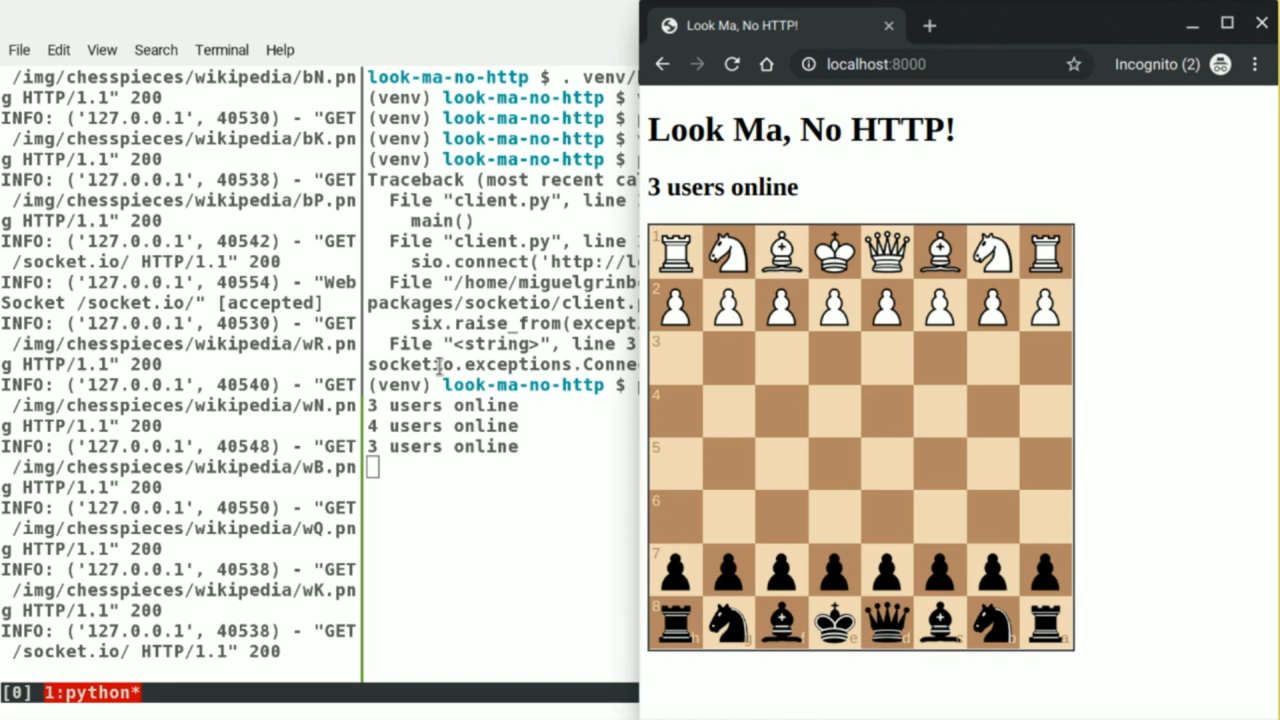 File Edit View Search Terminal Help
/img/chesspieces/wikipedia/bN.pn
g HTTP/1.1" 200
INFO: ('127.0.0.1', 40530) - "GET
/img/chesspieces/wikipedia/bK.pn
g HTTP/1.1" 200
INFO: ('127.0.0.1', 40538) - "GET
/img/chesspieces/wikipedia/bP.pn
g HTTP/1.1" 200
INFO: ('127.0.0.1', 40542) - "GET
/socket.io/ HTTP/1.1" 200
INFO: ('127.0.0.1', 40554) - "Web
Socket /socket.io/" [accepted]
INFO: ('127.0.0.1', 40530) - "GET
/img/chesspieces/wikipedia/wR.pn
g HTTP/1.1" 200
INFO: ('127.0.0.1', 40540) - "GET
/img/chesspieces/wikipedia/wN.pn
g HTTP/1.1" 200
INFO: ('127.0.0.1', 40548) - "GET
/img/chesspieces/wikipedia/wB.pn
g HTTP/1.1" 200
INFO: ('127.0.0.1', 40550) - "GET
/img/chesspieces/wikipedia/wQ.pn
g HTTP/1.1" 200
INFO: ('127.0.0.1', 40538) - "GET
/img/chesspieces/wikipedia/wK.pn
g HTTP/1.1" 200
INFO: ('127.0.0.1', 40538) - "GET
/socket.io/ HTTP/1.1" 200
[0] 1:python*
look-ma-no-http $ . venv/
(venv) look-ma-no-http $
(venv) look-ma-no-http $
(venv) look-ma-no-http $
(venv) look-ma-no-http $
Traceback (most recent ca
File "client.py", line
main()
File "client.py", line
sio.connect('http://l
File "/home/miguelgrinb
packages/socketio/client.
six.raise_from(except
File "<string>", line 3
socketio.exceptions.Conne
(venv) look-ma-no-http $
3 users online
4 users online
3 users online
Look Ma, No HTTP!
localhost:8000
Incognito (2)
Look Ma, No HTTP!
3 users online
1
2
3
4
5
6
7
8
h g f e d c b a